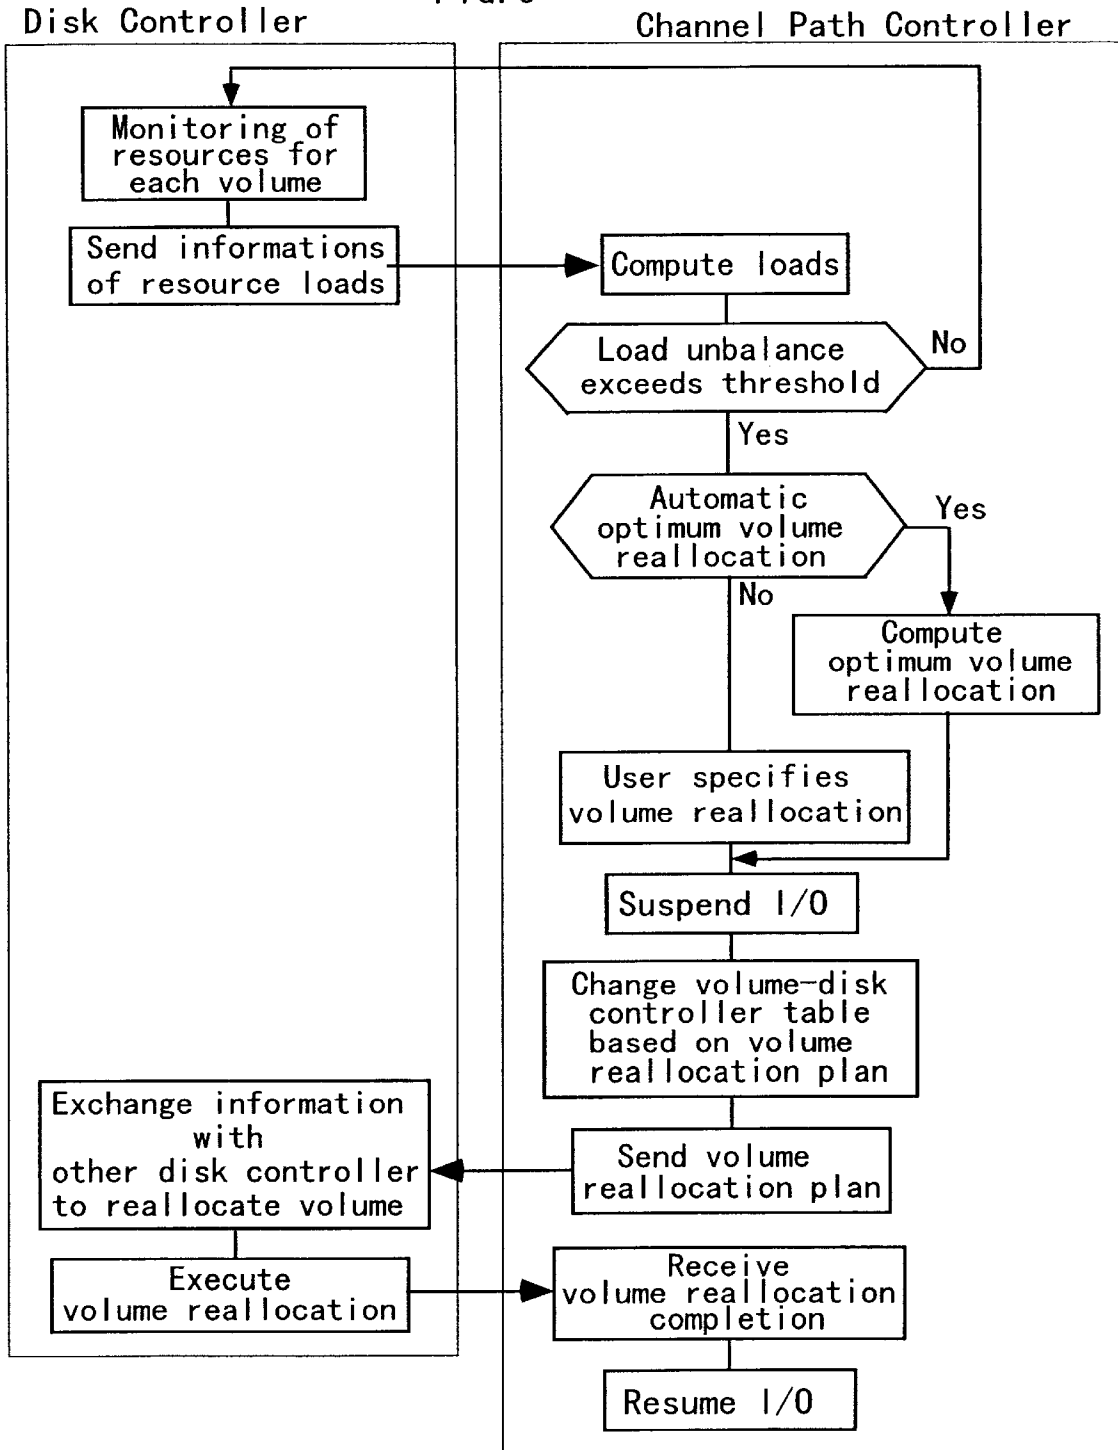 Disk Controller
Channel Path Controller
Monitoring of
resources for
each volume
Send informations
of resource loads
Compute loads
Load unbalance
exceeds threshold
No
Yes
Automatic
optimum volume
reallocation
Yes
No
Compute
optimum volume
reallocation
User specifies
volume reallocation
Suspend I/O
Change volume-disk
controller table
based on volume
reallocation plan
Exchange information
with
other disk controller
to reallocate volume
Send volume
reallocation plan
Execute
volume reallocation
Receive
volume reallocation
completion
Resume I/O